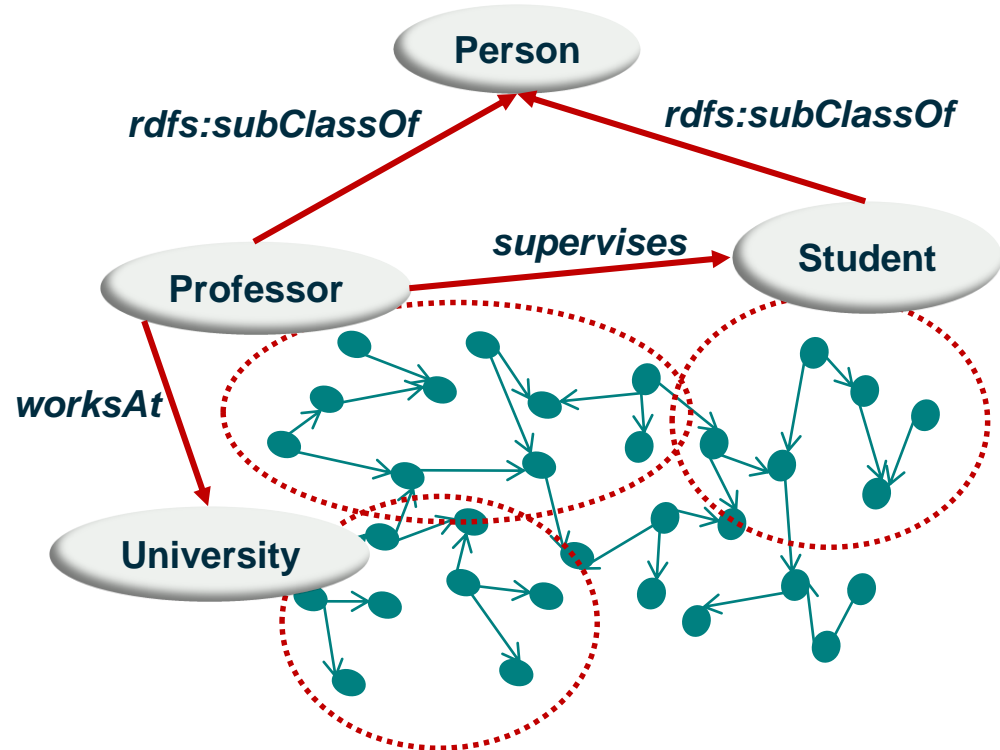 Person
rdfs:subClassOf
rdfs:subClassOf
supervises
Student
Professor
worksAt
University